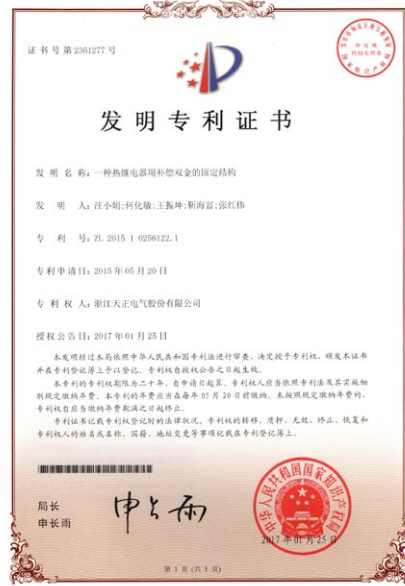 证书号第2361277号
发明专利证书
发 明 名 称：一种热继电器用补偿双金的固定结构
发 明 人：汪小娟;何化敏;王振坤;靳海富;张红伟
专 利 号：ZL 2015 1 0256122.1
专利申请日：2015年05月20日
专 利 权 人：浙江天正电气股份有限公司
授权公告日：2017年01月25日
本发明经过本局依照中华人民共和国专利法进行审查，决定授予专利权，颁发本证书
并在专利登记簿上予以登记。专利权自授权公告之日起生效。
本专利的专利权期限为二十年，自申请日起算。专利权人应当依照专利法及其实施细
则规定缴纳年费。本专利的年费应当在每年05月20日前缴纳。未按照规定缴纳年费的，
专利权自应当缴纳年费期满之日起终止。
专利证书记载专利权登记时的法律状况。专利权的转移、质押、无效、终止、恢复和
专利权人的姓名或名称、国籍、地址变更等事项记载在专利登记簿上。
局长
申长雨
申长雨
中华人民共和国国家知识产权局
2017年01月25日
第 1 页 (共 1 页)